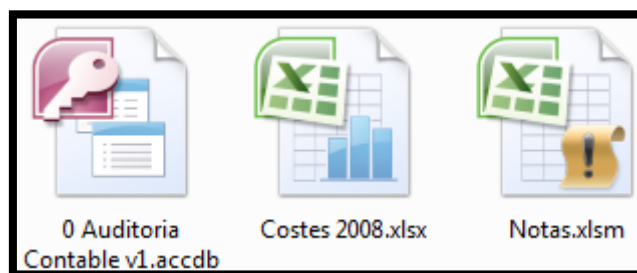 0 Auditoria
Contable v1.accdb
Costes 2008.xlsx
Notas.xlsm